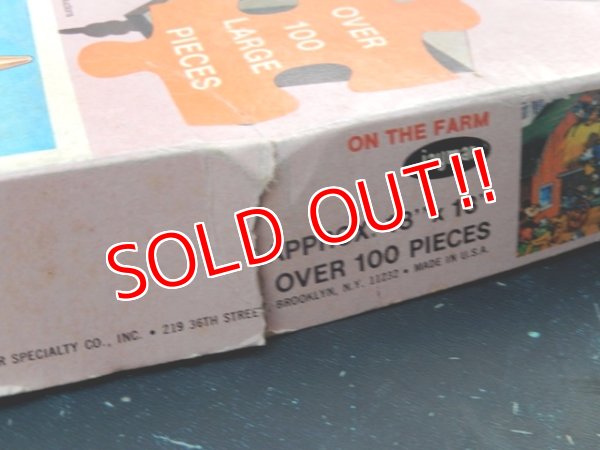 OVER
100
LARGE
PIECES
ON THE FARM
jaymar
SOLD OUT!!
OVER 100 PIECES
BROOKLYN, N.Y. 11232 • MADE IN U.S.A.
R SPECIALTY CO., INC. • 219 36TH STREET